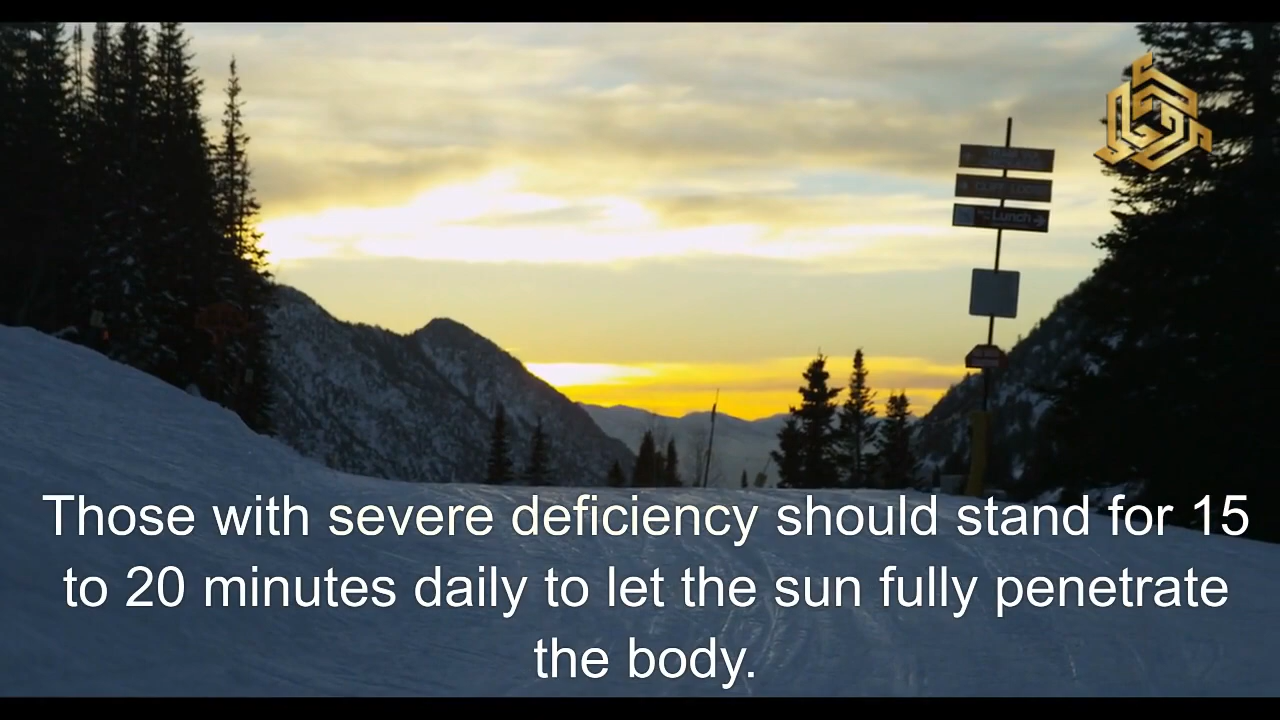 Lunch
Those with severe deficiency should stand for 15
to 20 minutes daily to let the sun fully penetrate
the body.